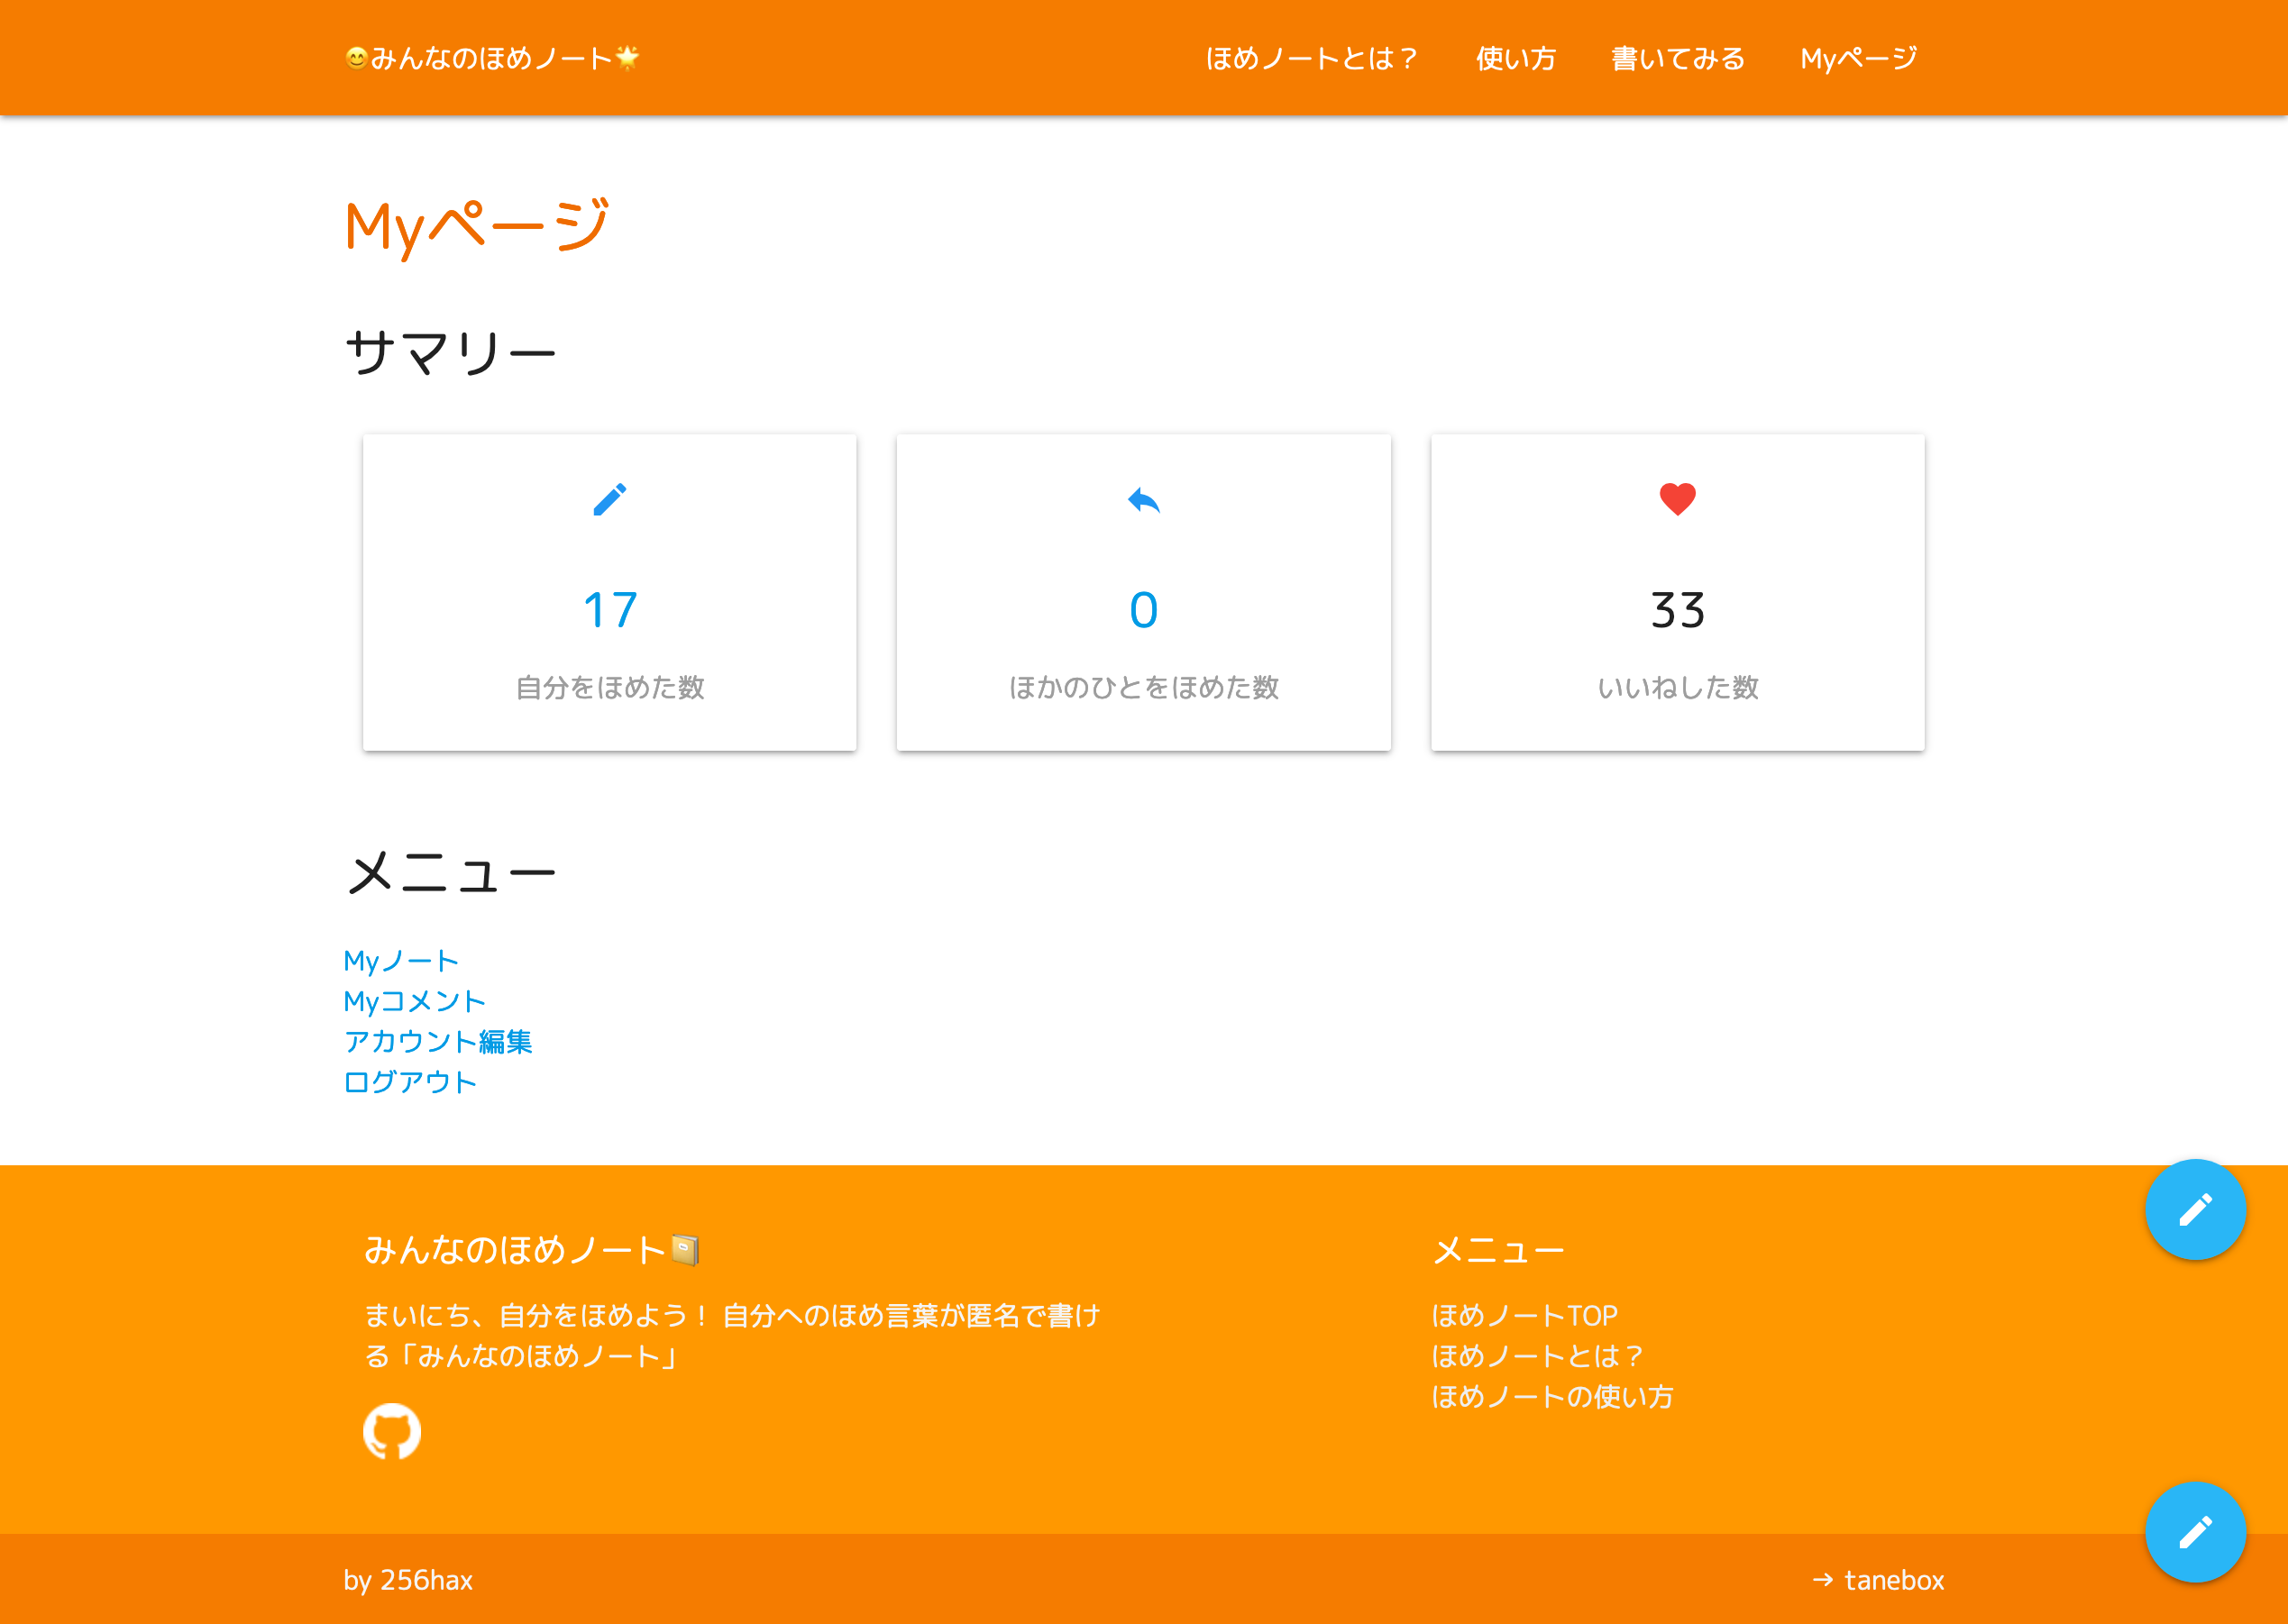 😊みんなのほめノート🌟
ほめノートとは？
使い方
書いてみる
Myページ
Myページ
サマリー
17
自分をほめた数
0
ほかのひとをほめた数
33
いいねした数
メニュー
Myノート
Myコメント
アカウント編集
ログアウト
みんなのほめノート📔
まいにち、自分をほめよう！ 自分へのほめ言葉が匿名で書け
る「みんなのほめノート」
メニュー
ほめノートTOP
ほめノートとは？
ほめノートの使い方
by 256hax
→ tanebox